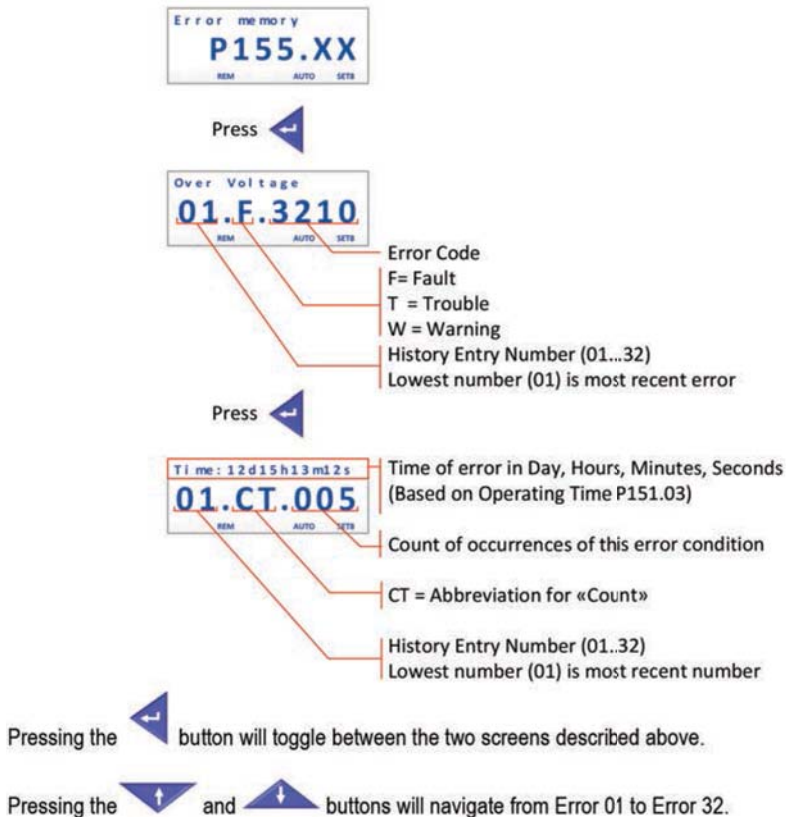 Error memory
P155.XX
REM AUTO SETB
Press
Over Voltage
01.F.3210
REM AUTO SETB
Error Code
F= Fault
T = Trouble
W = Warning
History Entry Number (01...32)
Lowest number (01) is most recent error
Press
Time:12d15h13m12s
01.CT.005
REM AUTO SETB
Time of error in Day, Hours, Minutes, Seconds
(Based on Operating Time P151.03)
Count of occurrences of this error condition
CT = Abbreviation for «Count»
History Entry Number (01..32)
Lowest number (01) is most recent number
Pressing the button will toggle between the two screens described above.
Pressing the and buttons will navigate from Error 01 to Error 32.